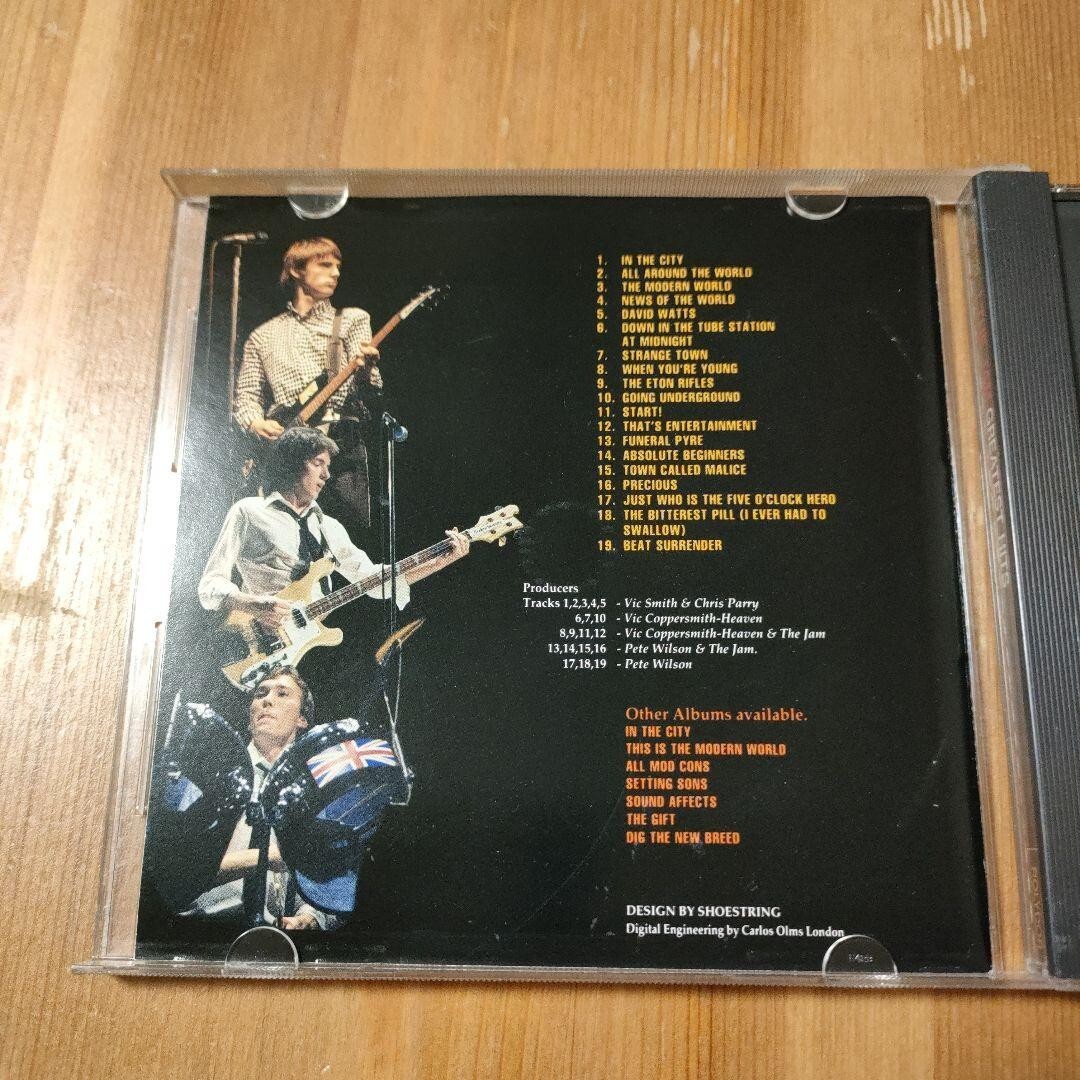 1. IN THE CITY
2. ALL AROUND THE WORLD
3. THE MODERN WORLD
4. NEWS OF THE WORLD
5. DAVID WATTS
6. DOWN IN THE TUBE STATION
AT MIDNIGHT
7. STRANGE TOWN
8. WHEN YOU'RE YOUNG
9. THE ETON RIFLES
10. GOING UNDERGROUND
11. START!
12. THAT'S ENTERTAINMENT
13. FUNERAL PYRE
14. ABSOLUTE BEGINNERS
15. TOWN CALLED MALICE
16. PRECIOUS
17. JUST WHO IS THE FIVE O'CLOCK HERO
18. THE BITTEREST PILL (I EVER HAD TO
SWALLOW)
19. BEAT SURRENDER
Producers
Tracks 1,2,3,4,5 - Vic Smith & Chris Parry
6,7,10 - Vic Coppersmith-Heaven
8,9,11,12 - Vic Coppersmith-Heaven & The Jam
13,14,15,16 - Pete Wilson & The Jam.
17,18,19 - Pete Wilson
Other Albums available.
IN THE CITY
THIS IS THE MODERN WORLD
ALL MOD CONS
SETTING SONS
SOUND AFFECTS
THE GIFT
DIG THE NEW BREED
DESIGN BY SHOESTRING
Digital Engineering by Carlos Olms London
GREATEST HITS